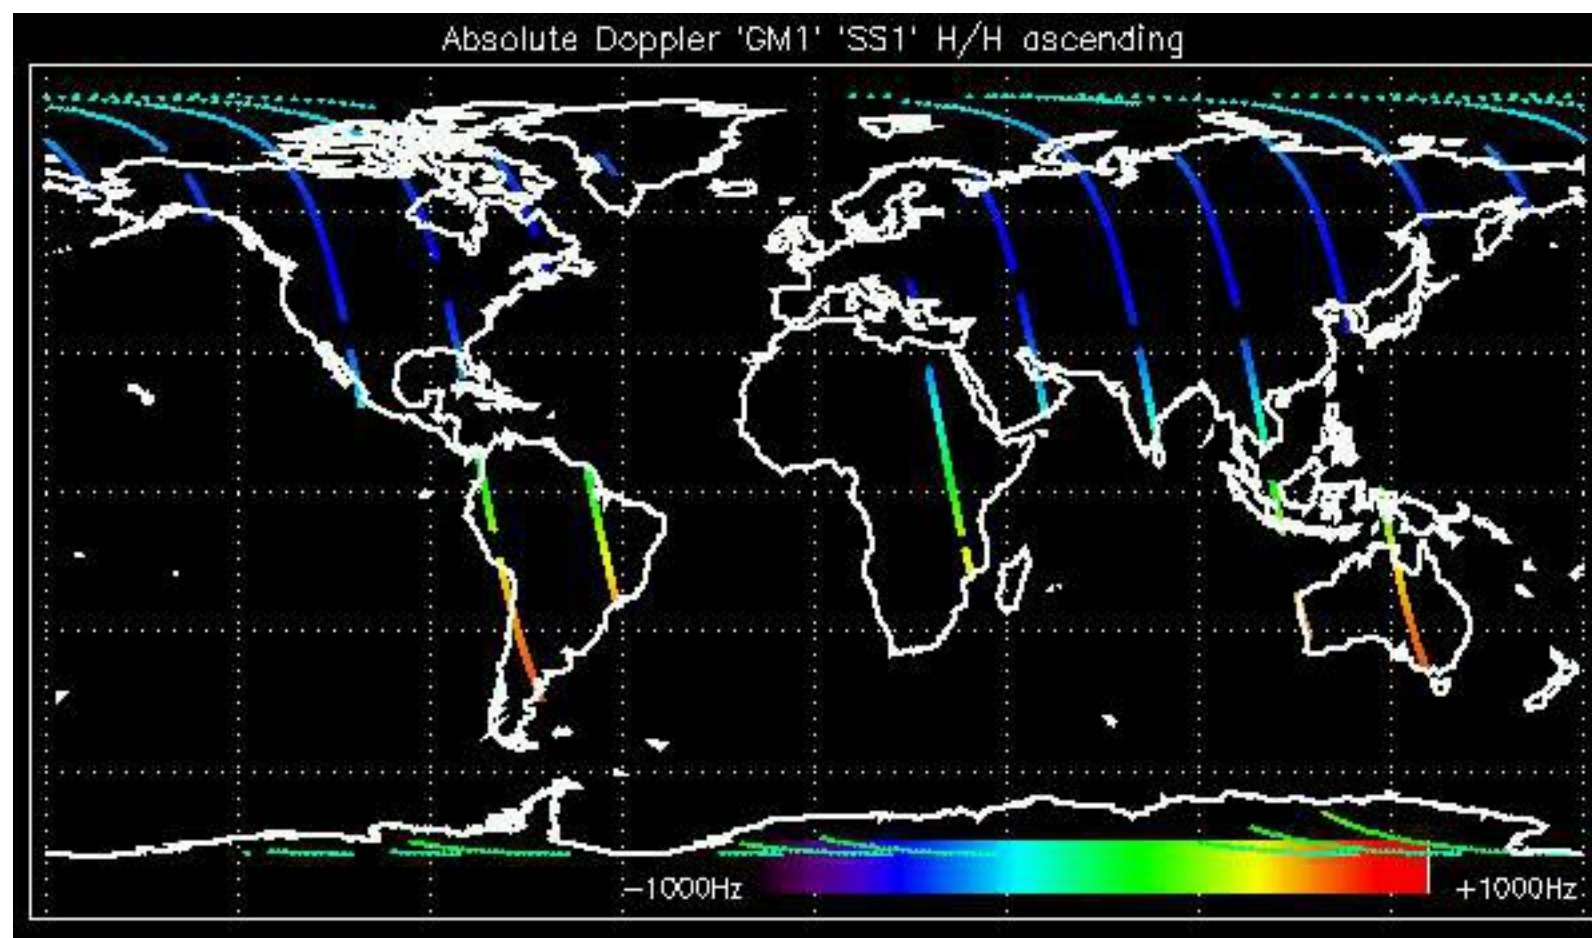 Absolute Doppler 'GM1' 'SS1' H/H ascending
-1000Hz
+1000Hz